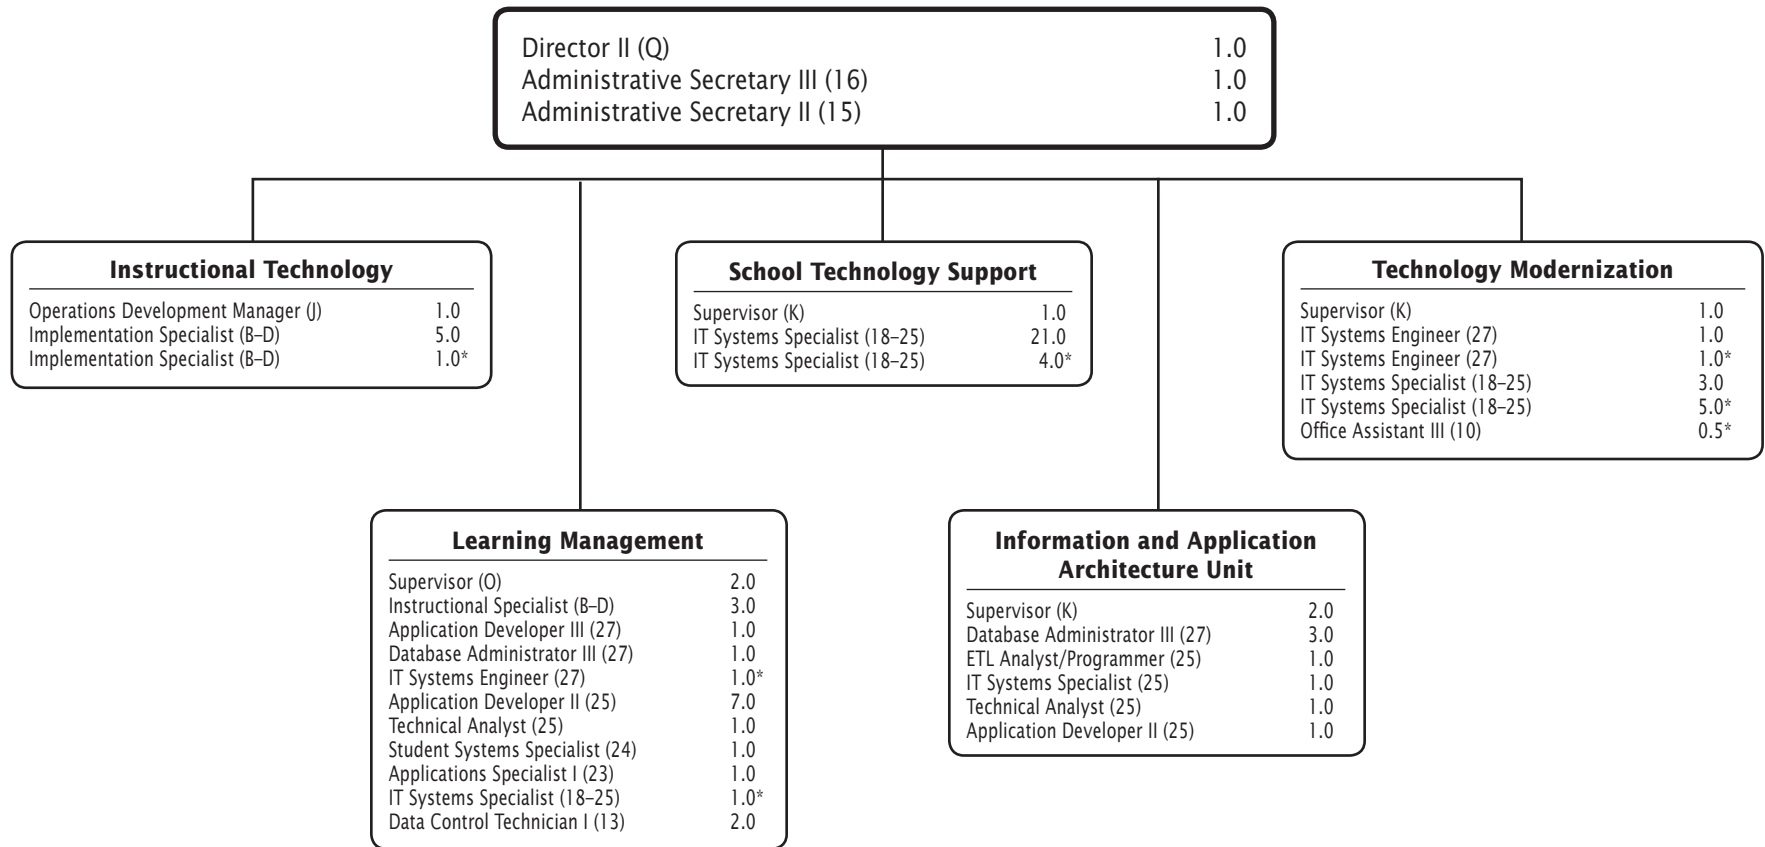 Director II (Q) 1.0
Administrative Secretary III (16) 1.0
Administrative Secretary II (15) 1.0
Instructional Technology
Operations Development Manager (J) 1.0
Implementation Specialist (B–D) 5.0
Implementation Specialist (B–D) 1.0*
School Technology Support
Supervisor (K) 1.0
IT Systems Specialist (18–25) 21.0
IT Systems Specialist (18–25) 4.0*
Technology Modernization
Supervisor (K) 1.0
IT Systems Engineer (27) 1.0
IT Systems Engineer (27) 1.0*
IT Systems Specialist (18–25) 3.0
IT Systems Specialist (18–25) 5.0*
Office Assistant III (10) 0.5*
Learning Management
Supervisor (O) 2.0
Instructional Specialist (B–D) 3.0
Application Developer III (27) 1.0
Database Administrator III (27) 1.0
IT Systems Engineer (27) 1.0*
Application Developer II (25) 7.0
Technical Analyst (25) 1.0
Student Systems Specialist (24) 1.0
Applications Specialist I (23) 1.0
IT Systems Specialist (18–25) 1.0*
Data Control Technician I (13) 2.0
Information and Application
Architecture Unit
Supervisor (K) 2.0
Database Administrator III (27) 3.0
ETL Analyst/Programmer (25) 1.0
IT Systems Specialist (25) 1.0
Technical Analyst (25) 1.0
Application Developer II (25) 1.0